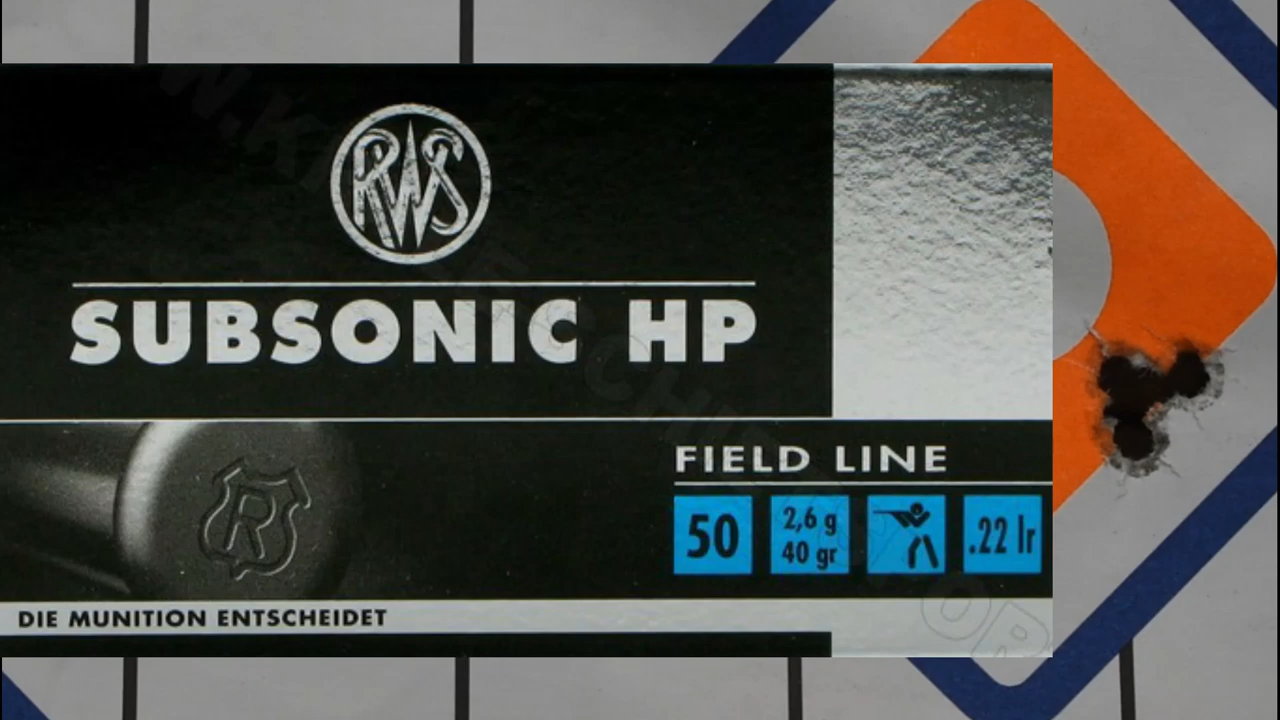 RWS
SUBSONIC HP
R
FIELD LINE
50
2,6 g
40 gr
.22 lr
DIE MUNITION ENTSCHEIDET